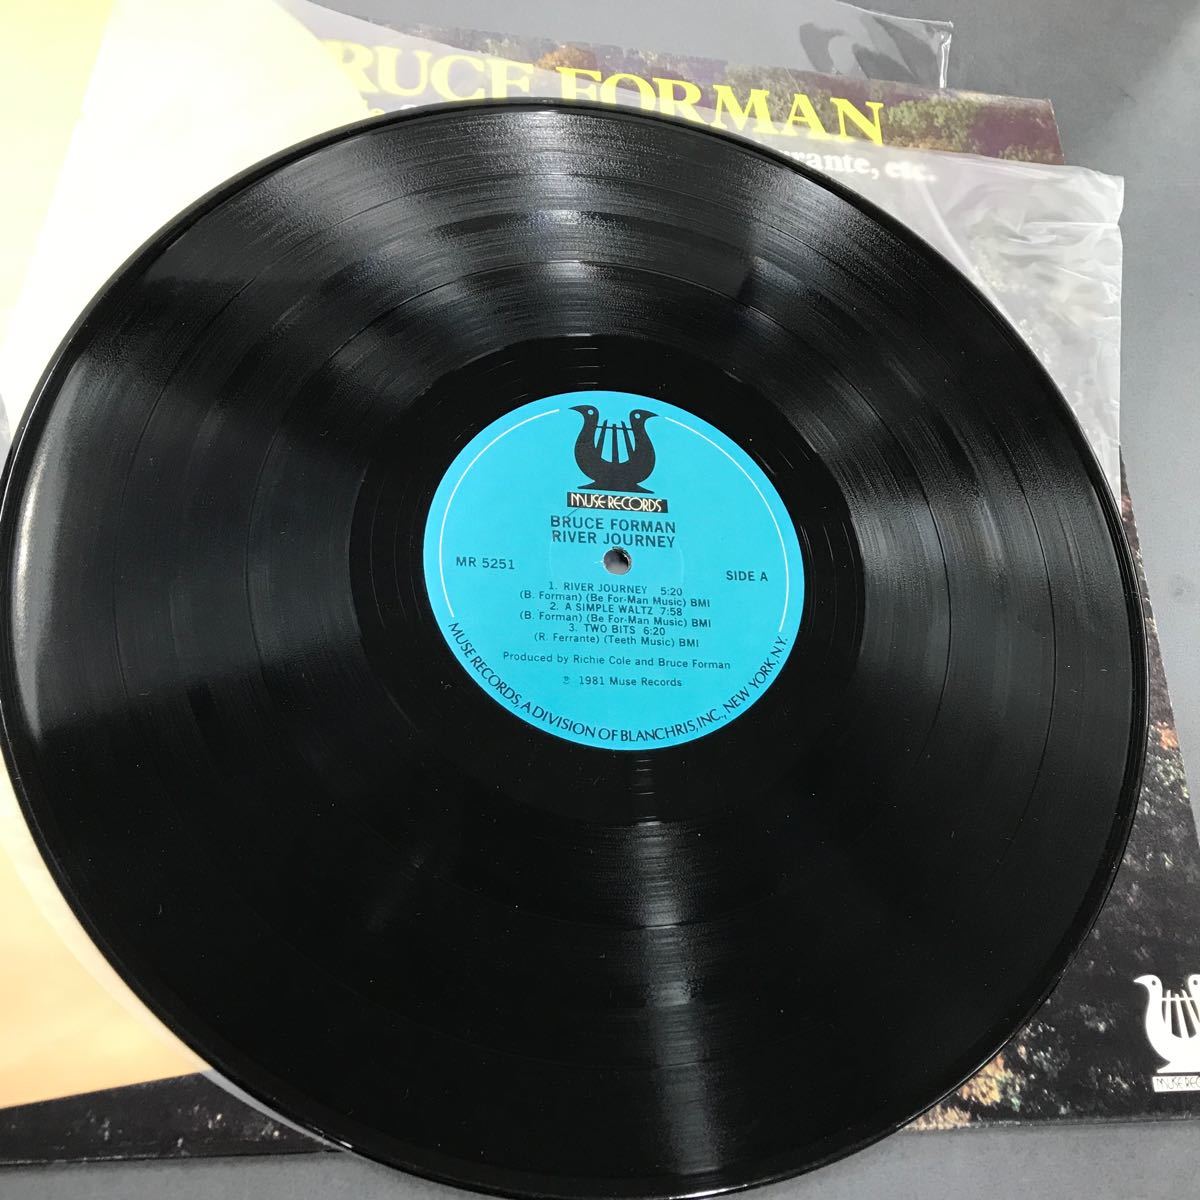 RUCE FORMAN
rrante, etc.
MUSE RECORDS
BRUCE FORMAN
RIVER JOURNEY
MR 5251
SIDE A
1. RIVER JOURNEY 5:20
(B. Forman) (Be For-Man Music) BMI
2. A SIMPLE WALTZ 7:58
(B. Forman) (Be For-Man Music) BMI
3. TWO BITS 6:20
(R. Ferrante) (Teeth Music) BMI
Produced by Richie Cole and Bruce Forman
℗ 1981 Muse Records
MUSE RECORDS, A DIVISION OF BLANCHRIS, INC., NEW YORK, N.Y.
MUSE REC